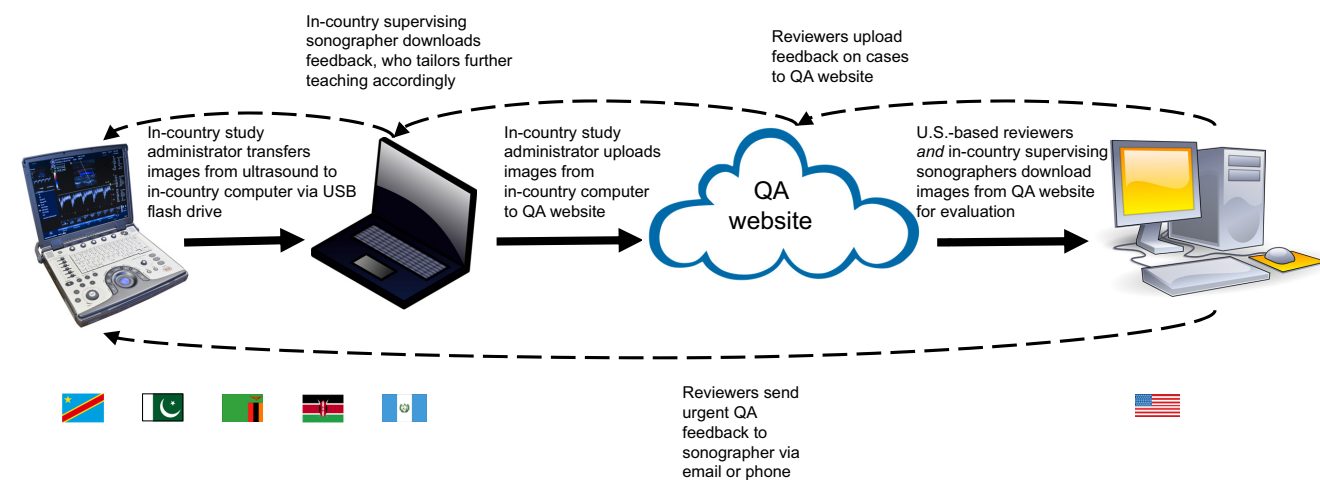 In-country supervising
sonographer downloads
feedback, who tailors further
teaching accordingly
Reviewers upload
feedback on cases
to QA website
In-country study
administrator transfers
images from ultrasound to
in-country computer via USB
flash drive
In-country study
administrator uploads
images from
in-country computer
to QA website
QA
website
U.S.-based reviewers
and in-country supervising
sonographers download
images from QA website
for evaluation
Reviewers send
urgent QA
feedback to
sonographer via
email or phone